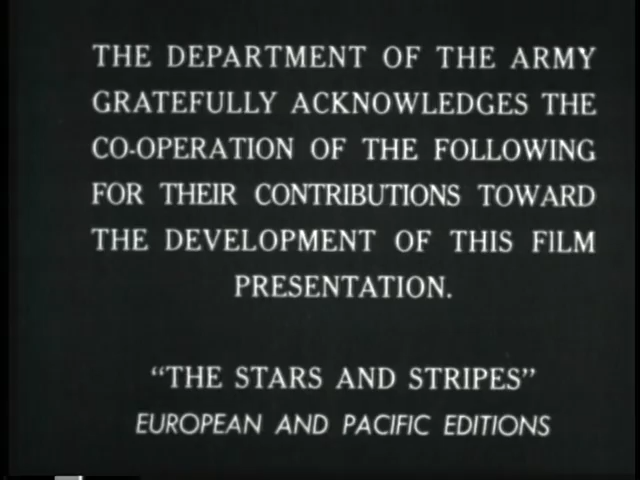 THE DEPARTMENT OF THE ARMY
GRATEFULLY ACKNOWLEDGES THE
CO-OPERATION OF THE FOLLOWING
FOR THEIR CONTRIBUTIONS TOWARD
THE DEVELOPMENT OF THIS FILM
PRESENTATION.
"THE STARS AND STRIPES"
EUROPEAN AND PACIFIC EDITIONS